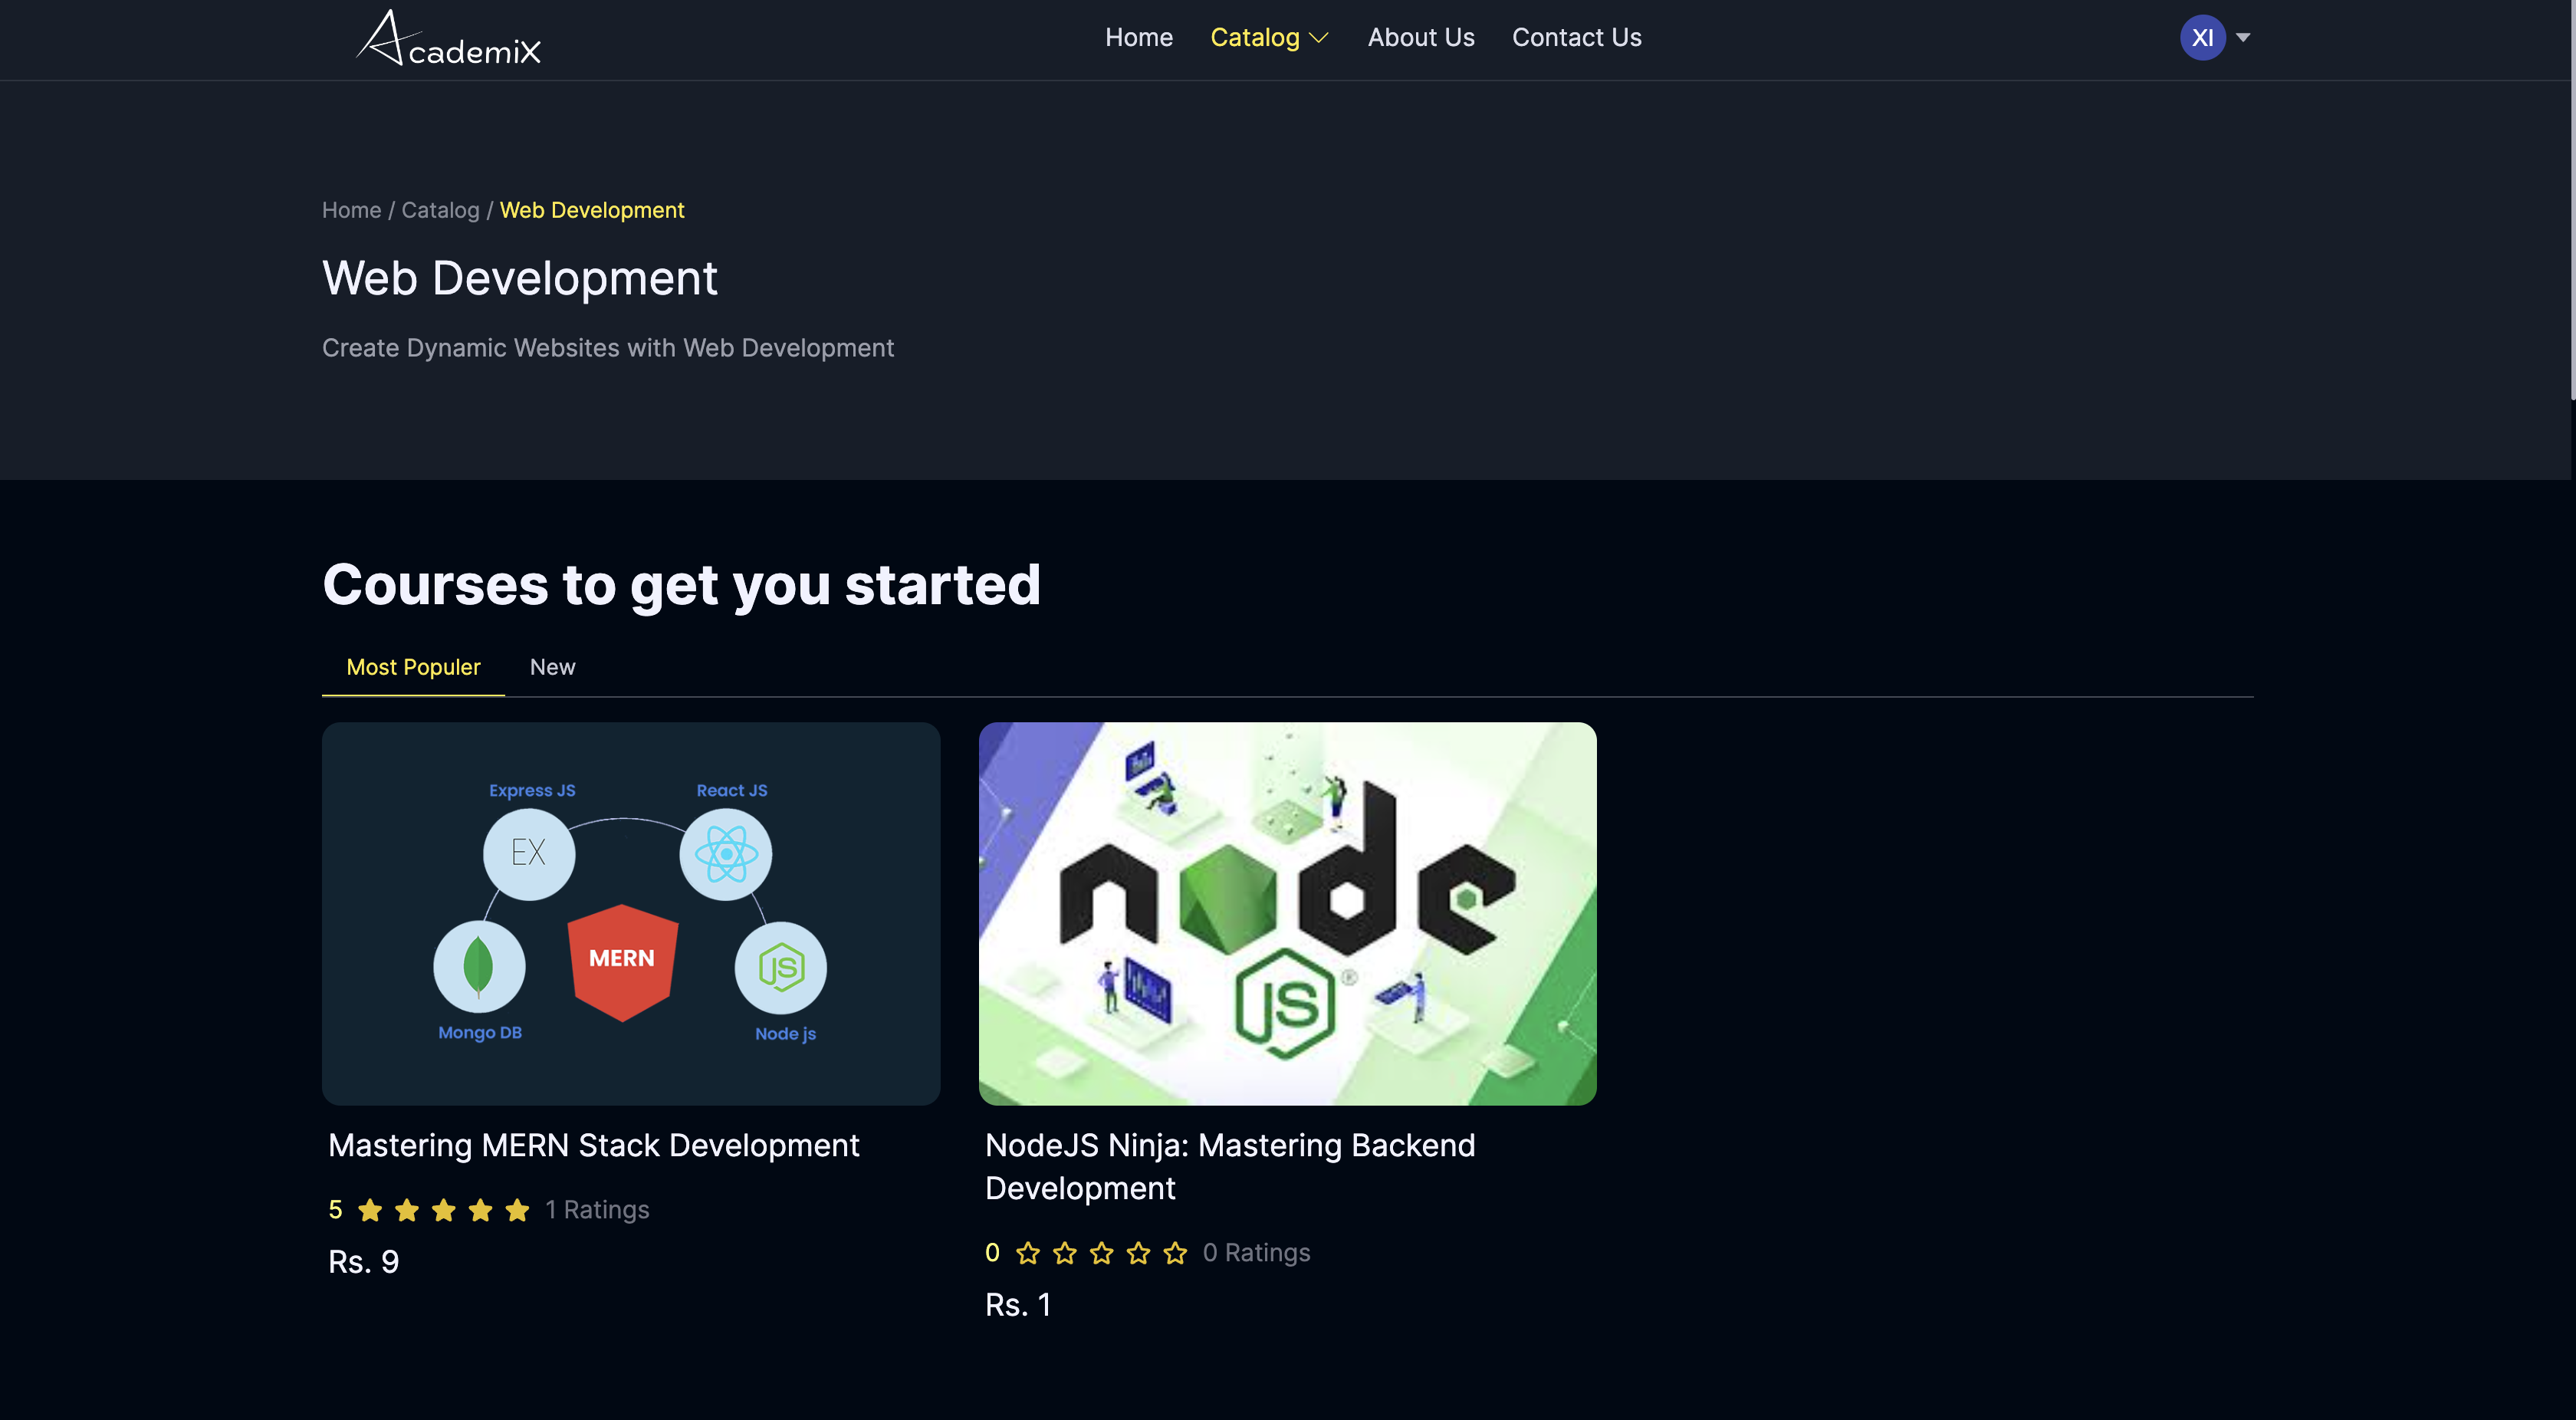 AcademiX
Home Catalog About Us Contact Us
XI
Home / Catalog / Web Development
Web Development
Create Dynamic Websites with Web Development
Courses to get you started
Most Populer New
Express JS React JS
EX
MERN
JS
Mongo DB Node js
node
JS ®
Mastering MERN Stack Development
5 1 Ratings
Rs. 9
NodeJS Ninja: Mastering Backend
Development
0 0 Ratings
Rs. 1